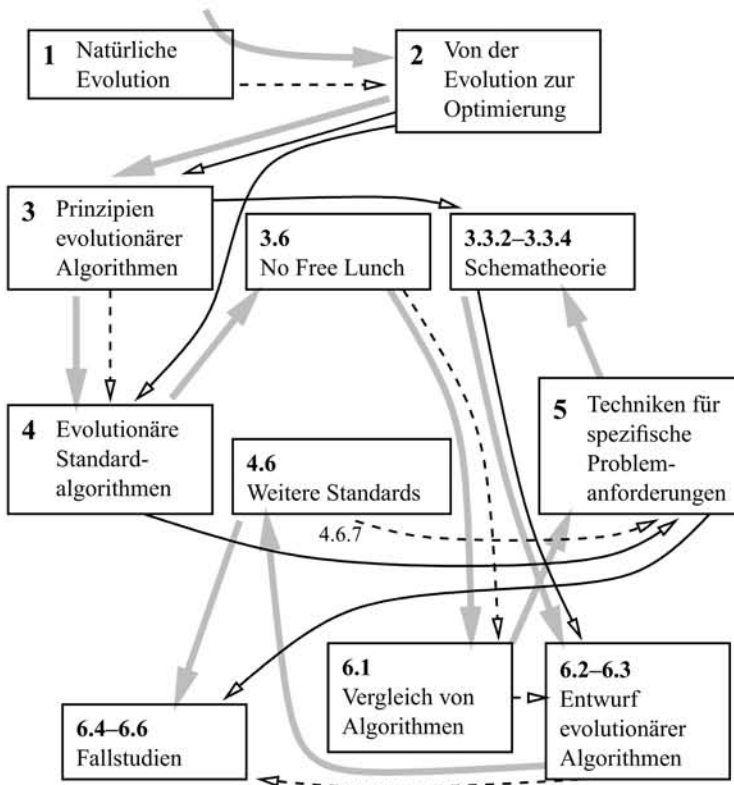 1 Natürliche
Evolution
2 Von der
Evolution zur
Optimierung
3 Prinzipien
evolutionärer
Algorithmen
3.6
No Free Lunch
3.3.2–3.3.4
Schematheorie
4 Evolutionäre
Standard-
algorithmen
4.6
Weitere Standards
5 Techniken für
spezifische
Problem-
anforderungen
4.6.7
6.1
Vergleich von
Algorithmen
6.2–6.3
Entwurf
evolutionärer
Algorithmen
6.4–6.6
Fallstudien